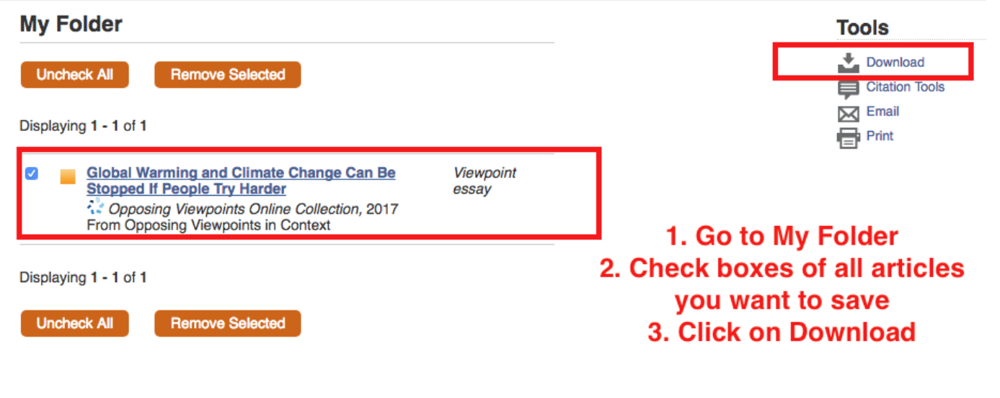 My Folder
Tools
Uncheck All
Remove Selected
Download
Citation Tools
Email
Print
Displaying 1 - 1 of 1
Global Warming and Climate Change Can Be
Stopped If People Try Harder
Viewpoint
essay
Opposing Viewpoints Online Collection, 2017
From Opposing Viewpoints in Context
1. Go to My Folder
2. Check boxes of all articles
you want to save
3. Click on Download
Displaying 1 - 1 of 1
Uncheck All
Remove Selected